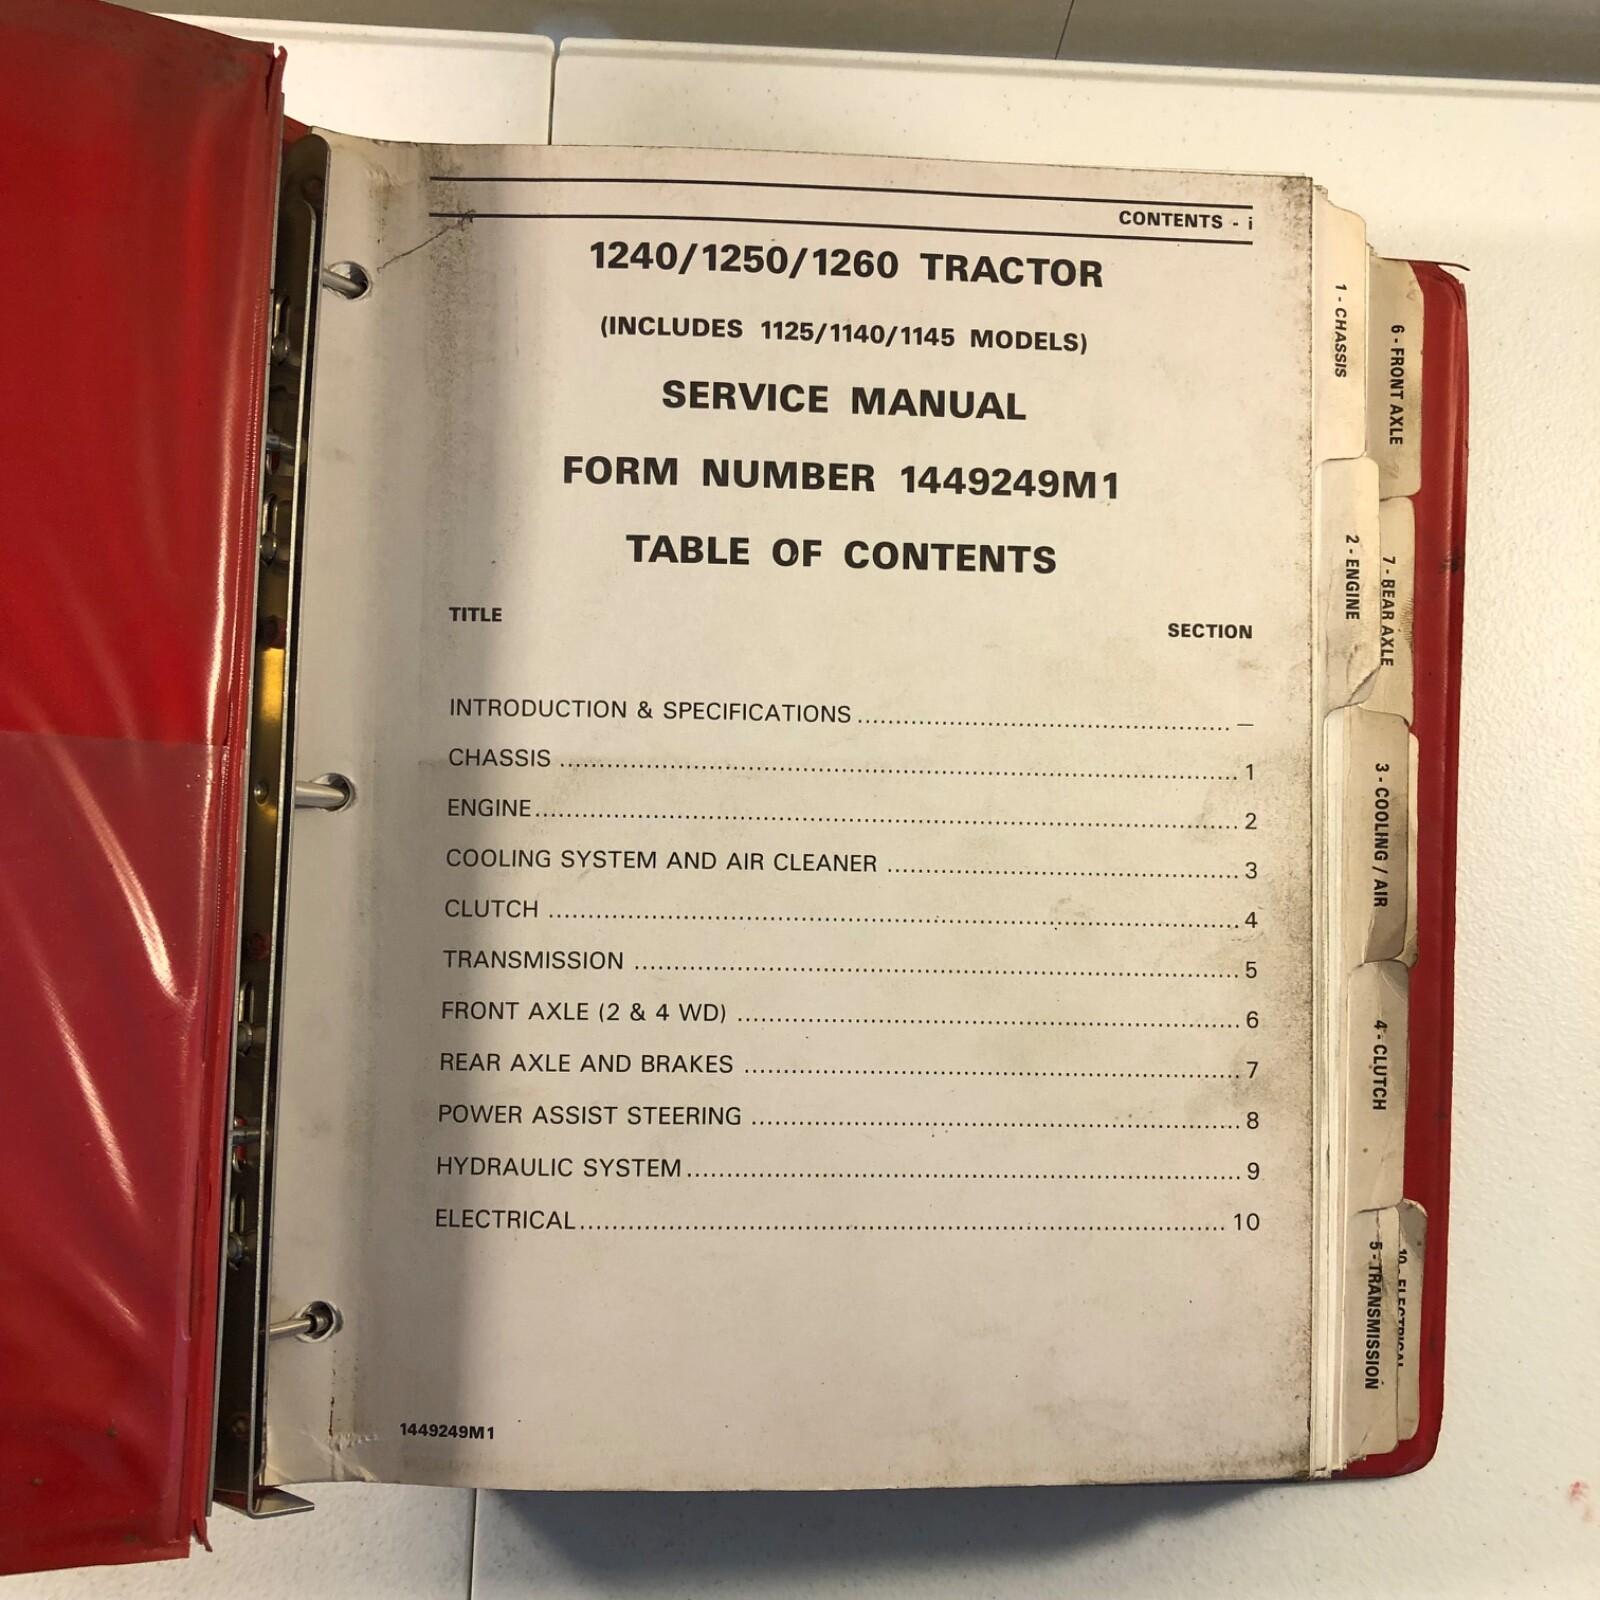 CONTENTS - i
1240/1250/1260 TRACTOR
(INCLUDES 1125/1140/1145 MODELS)
SERVICE MANUAL
FORM NUMBER 1449249M1
TABLE OF CONTENTS
TITLE SECTION
INTRODUCTION & SPECIFICATIONS ........ —
CHASSIS ........ 1
ENGINE ........ 2
COOLING SYSTEM AND AIR CLEANER ........ 3
CLUTCH ........ 4
TRANSMISSION ........ 5
FRONT AXLE (2 & 4 WD) ........ 6
REAR AXLE AND BRAKES ........ 7
POWER ASSIST STEERING ........ 8
HYDRAULIC SYSTEM ........ 9
ELECTRICAL ........ 10
1449249M1
1 - CHASSIS
2 - ENGINE
3 - COOLING / AIR
4 - CLUTCH
5 - TRANSMISSION
6 - FRONT AXLE
7 - REAR AXLE
10 - ELECTRICAL